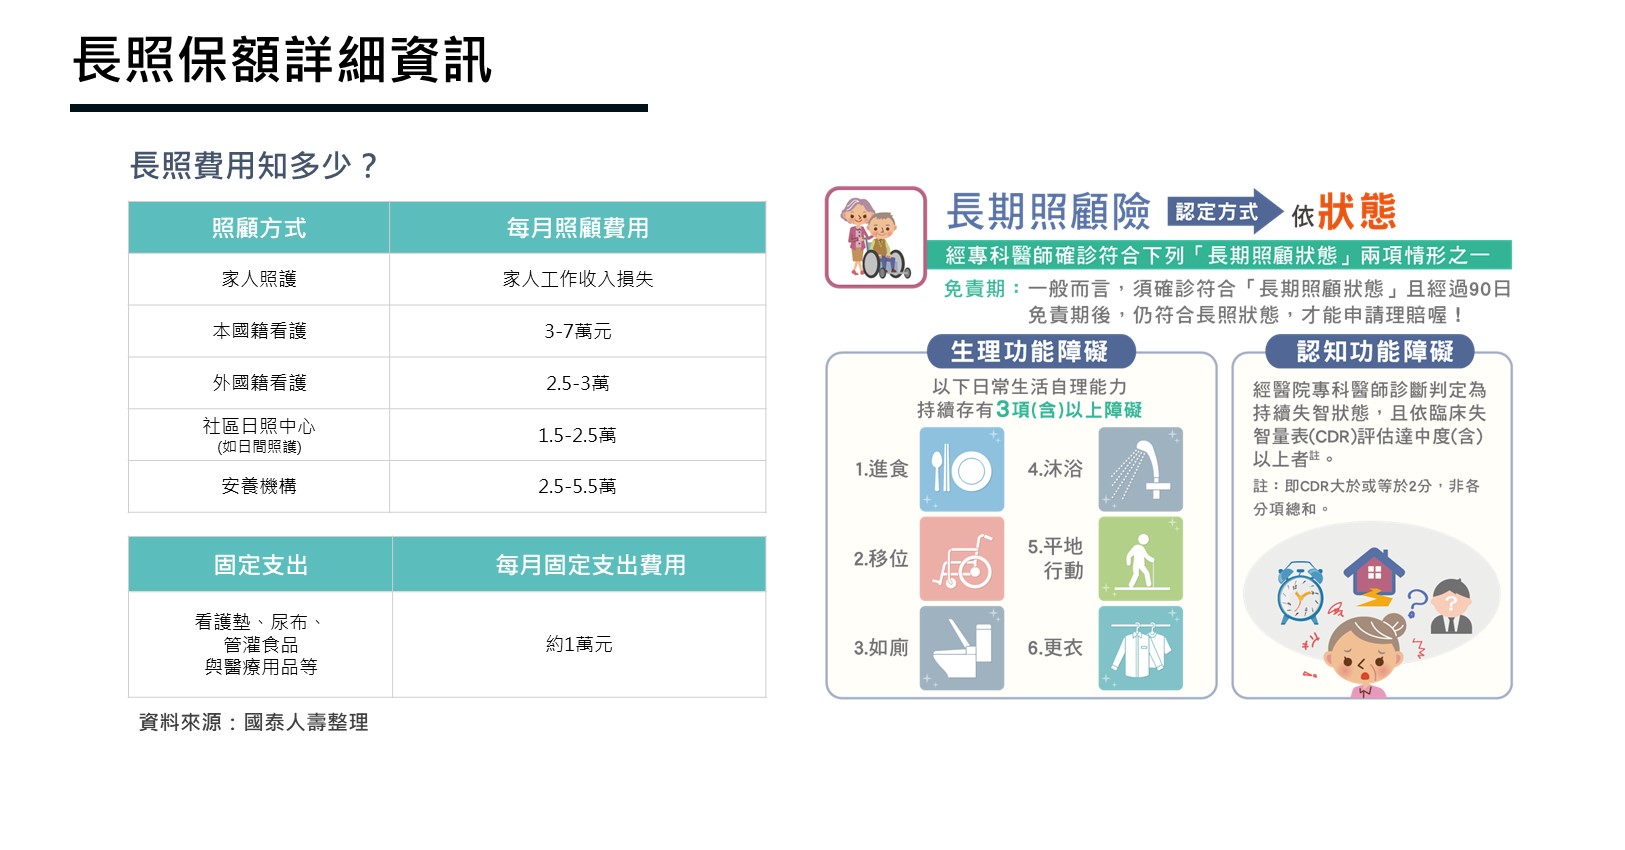 長照保額詳細資訊
長照費用知多少？
照顧方式 每月照顧費用
家人照護 家人工作收入損失
本國籍看護 3-7萬元
外國籍看護 2.5-3萬
社區日照中心
(如日間照護)
1.5-2.5萬
安養機構 2.5-5.5萬
固定支出 每月固定支出費用
看護墊、尿布、
管灌食品
與醫療用品等
約1萬元
資料來源：國泰人壽整理
長期照顧險 認定方式 依狀態
經專科醫師確診符合下列「長期照顧狀態」兩項情形之一
免責期：一般而言，須確診符合「長期照顧狀態」且經過90日
免責期後，仍符合長照狀態，才能申請理賠喔！
生理功能障礙
以下日常生活自理能力
持續存有3項(含)以上障礙
1.進食
2.移位
3.如廁
4.沐浴
5.平地
行動
6.更衣
認知功能障礙
經醫院專科醫師診斷判定為
持續失智狀態，且依臨床失
智量表(CDR)評估達中度(含)
以上者註。
註：即CDR大於或等於2分，非各
分項總和。
?
?